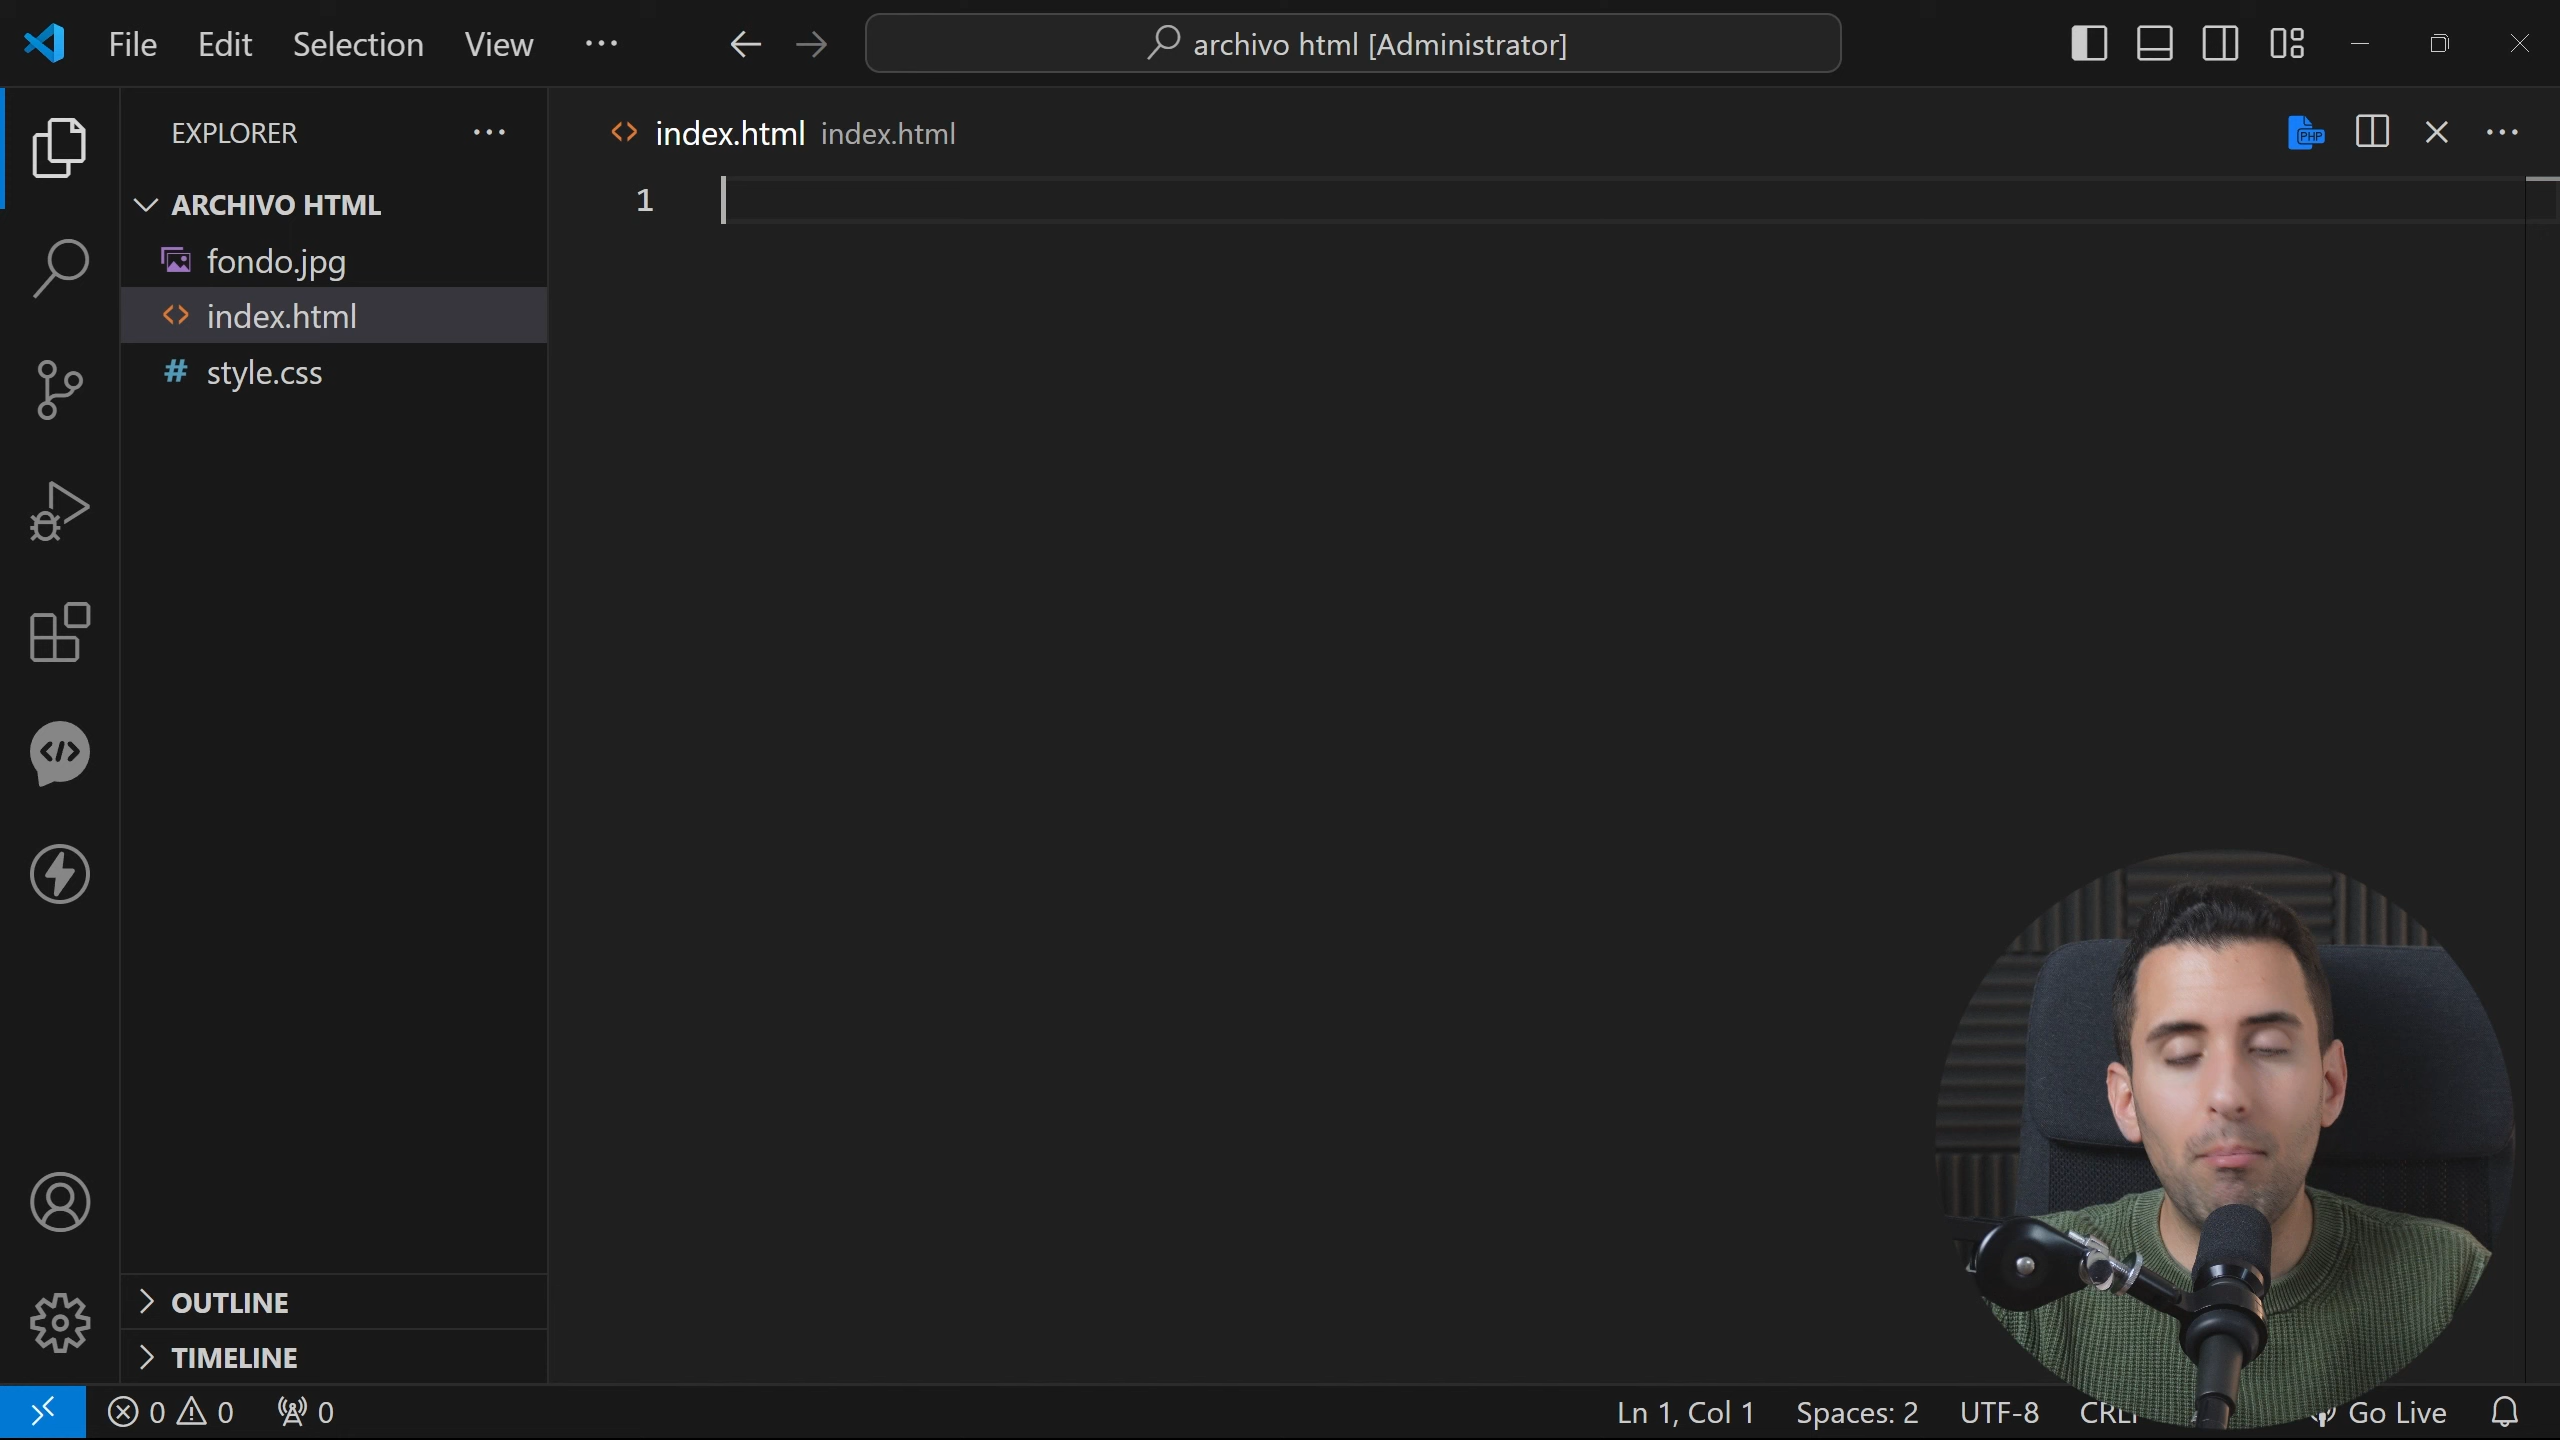 File Edit Selection View
archivo html [Administrator]
EXPLORER
index.html index.html
PHP
1
ARCHIVO HTML
fondo.jpg
index.html
# style.css
OUTLINE
TIMELINE
0 0 0
Ln 1, Col 1 Spaces: 2 UTF-8 Go Live